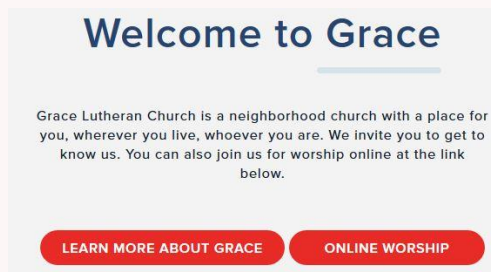 Welcome to Grace
Grace Lutheran Church is a neighborhood church with a place for
you, wherever you live, whoever you are. We invite you to get to
know us. You can also join us for worship online at the link
below.
LEARN MORE ABOUT GRACE ONLINE WORSHIP